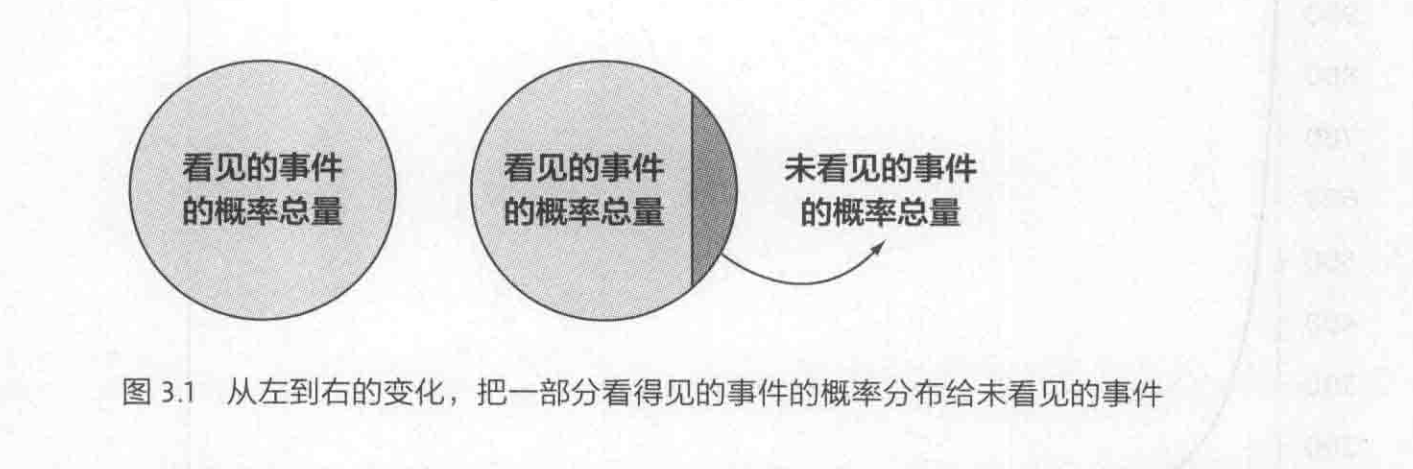 看见的事件
的概率总量
看见的事件
的概率总量
未看见的事件
的概率总量
图 3.1 从左到右的变化，把一部分看得见的事件的概率分布给未看见的事件